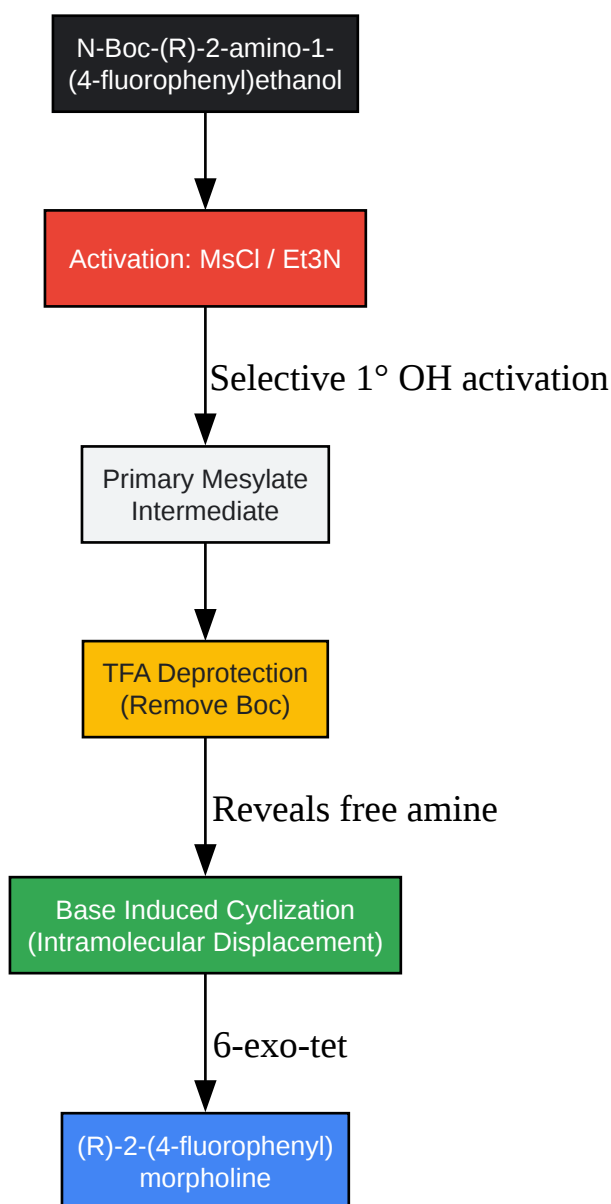 N-Boc-(R)-2-amino-1-
(4-fluorophenyl)ethanol
Activation: MsCl / Et3N
Selective 1° OH activation
Primary Mesylate
Intermediate
TFA Deprotection
(Remove Boc)
Reveals free amine
Base Induced Cyclization
(Intramolecular Displacement)
6-exo-tet
(R)-2-(4-fluorophenyl)
morpholine